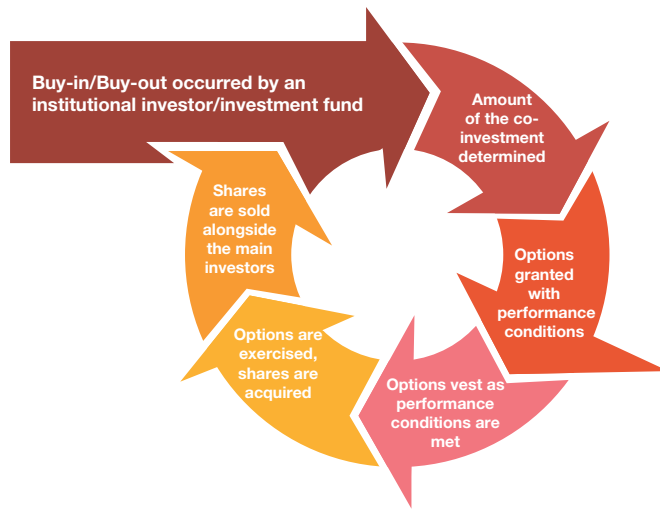 Buy-in/Buy-out occurred by an
institutional investor/investment fund
Amount
of the co-
investment
determined
Options
granted
with
performance
conditions
Options vest as
performance
conditions are
met
Options are
exercised,
shares are
acquired
Shares
are sold
alongside
the main
investors